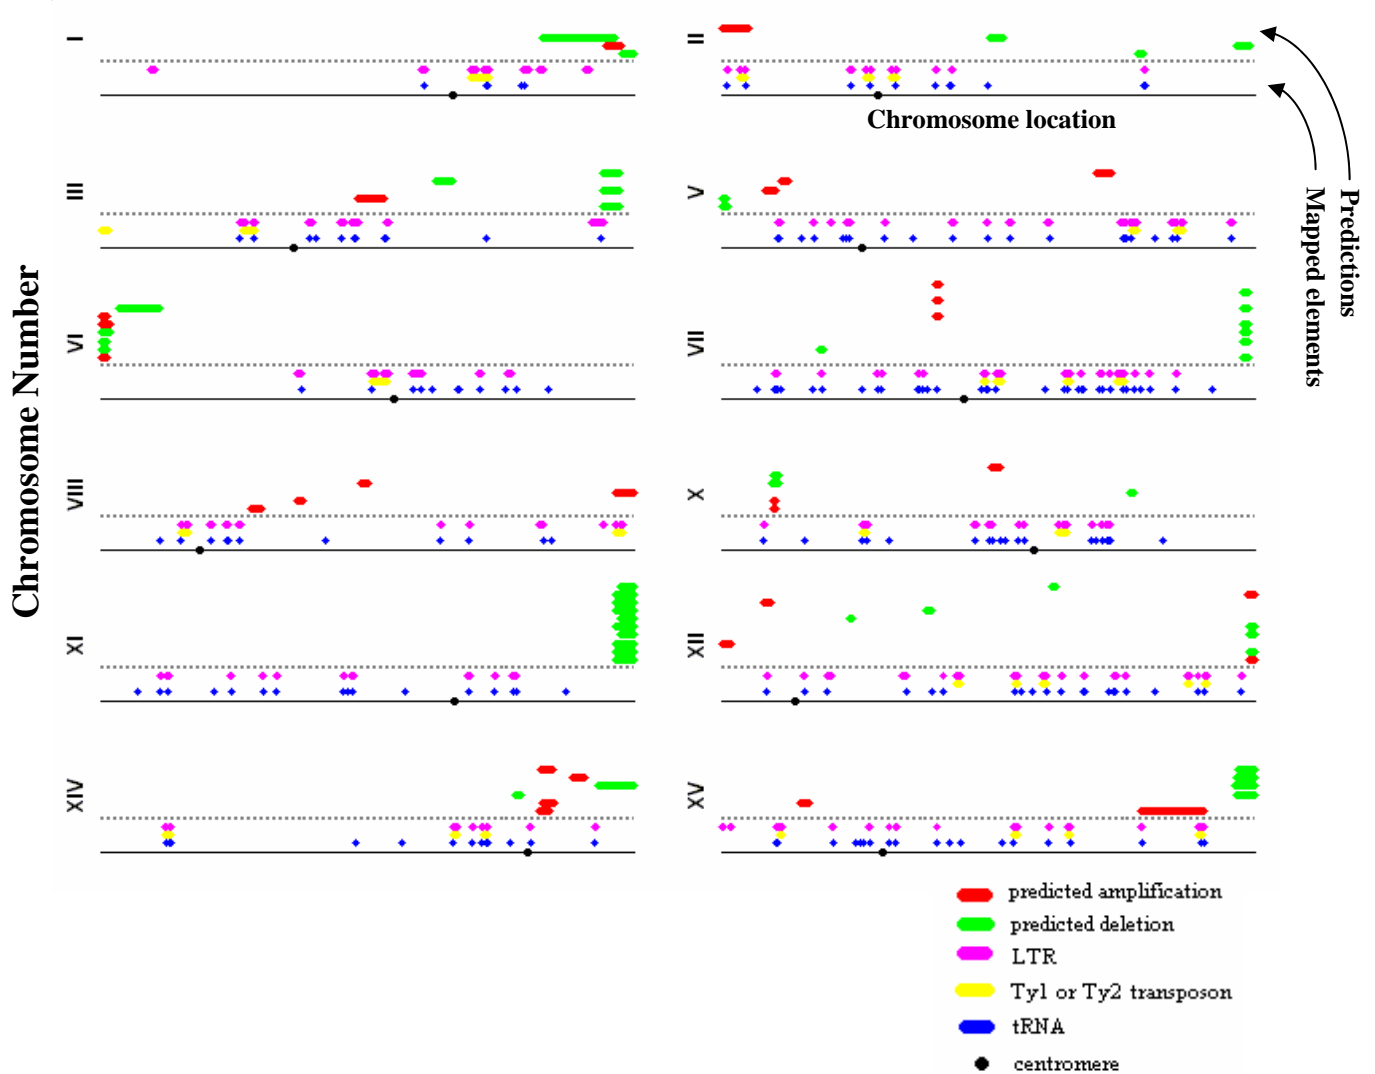 Chromosome Number
I
II
Chromosome location
III
V
Predictions
Mapped elements
VI
VII
VIII
X
XI
XII
XIV
XV
predicted amplification
predicted deletion
LTR
Ty1 or Ty2 transposon
tRNA
centromere